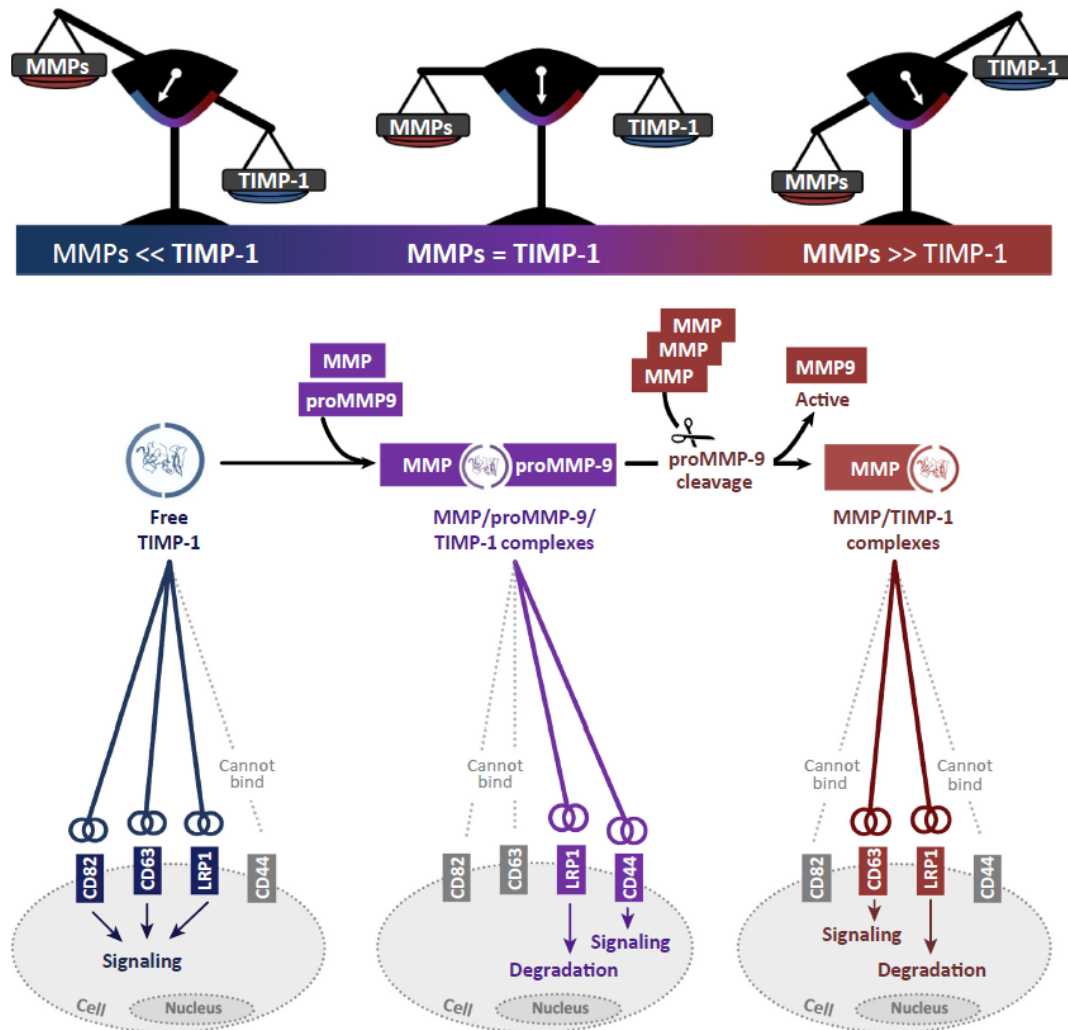 MMPs
TIMP-1
MMPs
TIMP-1
TIMP-1
MMPs
MMPs << TIMP-1
MMPs = TIMP-1
MMPs >> TIMP-1
MMP
proMMP9
MMP
MMP
MMP
MMP9
Active
MMP
proMMP-9
proMMP-9
cleavage
MMP
Free
TIMP-1
MMP/proMMP-9/
TIMP-1 complexes
MMP/TIMP-1
complexes
Cannot
bind
Cannot
bind
Cannot
bind
Cannot
bind
CD82
CD63
LRP1
CD44
Signaling
Cell
Nucleus
CD82
CD63
LRP1
CD44
Signaling
Degradation
Cell
Nucleus
CD82
CD63
LRP1
CD44
Signaling
Degradation
Cell
Nucleus